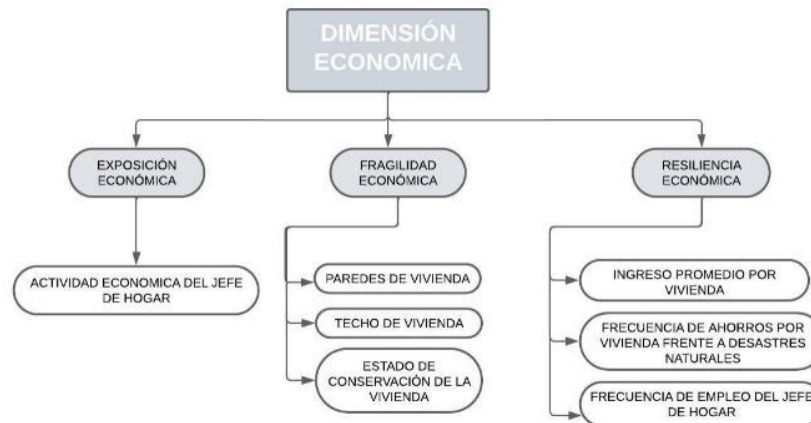 DIMENSIÓN
ECONOMICA
EXPOSICIÓN
ECONÓMICA
FRAGILIDAD
ECONÓMICA
RESILIENCIA
ECONÓMICA
ACTIVIDAD ECONOMICA DEL JEFE
DE HOGAR
PAREDES DE VIVIENDA
TECHO DE VIVIENDA
ESTADO DE
CONSERVACIÓN DE LA
VIVIENDA
INGRESO PROMEDIO POR
VIVIENDA
FRECUENCIA DE AHORROS POR
VIVIENDA FRENTE A DESASTRES
NATURALES
FRECUENCIA DE EMPLEO DEL JEFE
DE HOGAR